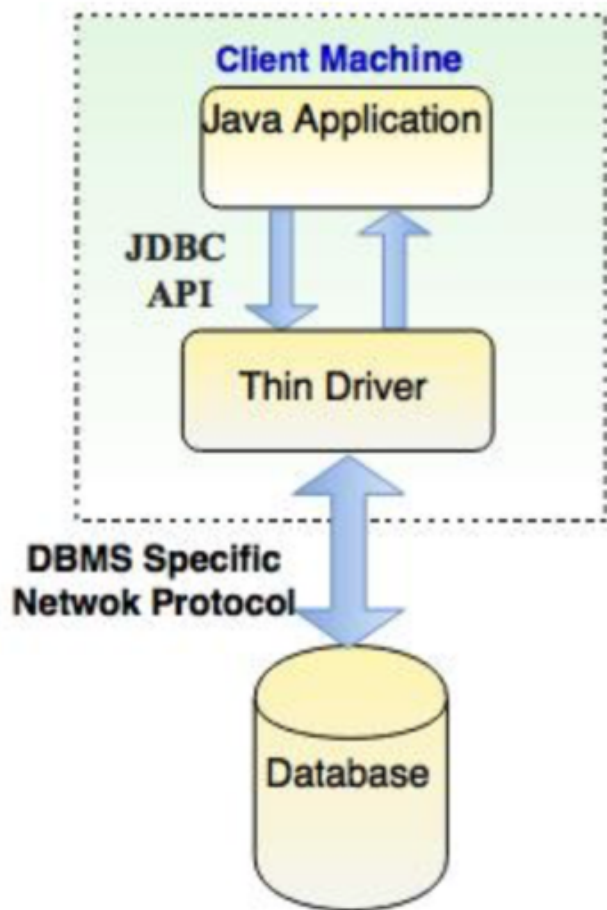 Client Machine
Java Application
JDBC
API
Thin Driver
DBMS Specific
Netwok Protocol
Database